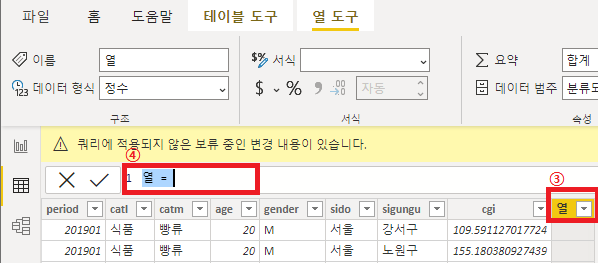 파일 홈 도움말 테이블 도구 열 도구
이름 열 $% 서식 Σ 요약 합계
123 데이터 형식 정수 $ % 9 .00 →0 자동 데이터 범주
구조 서식 속성
쿼리에 적용되지 않은 보류 중인 변경 내용이 있습니다.
④
1 열 =
③
period catl catm age gender sido sigungu cgi 열
201901 식품 빵류 20 M 서울 강서구 109.591127017724
201901 식품 빵류 20 M 서울 노원구 155.180380927439